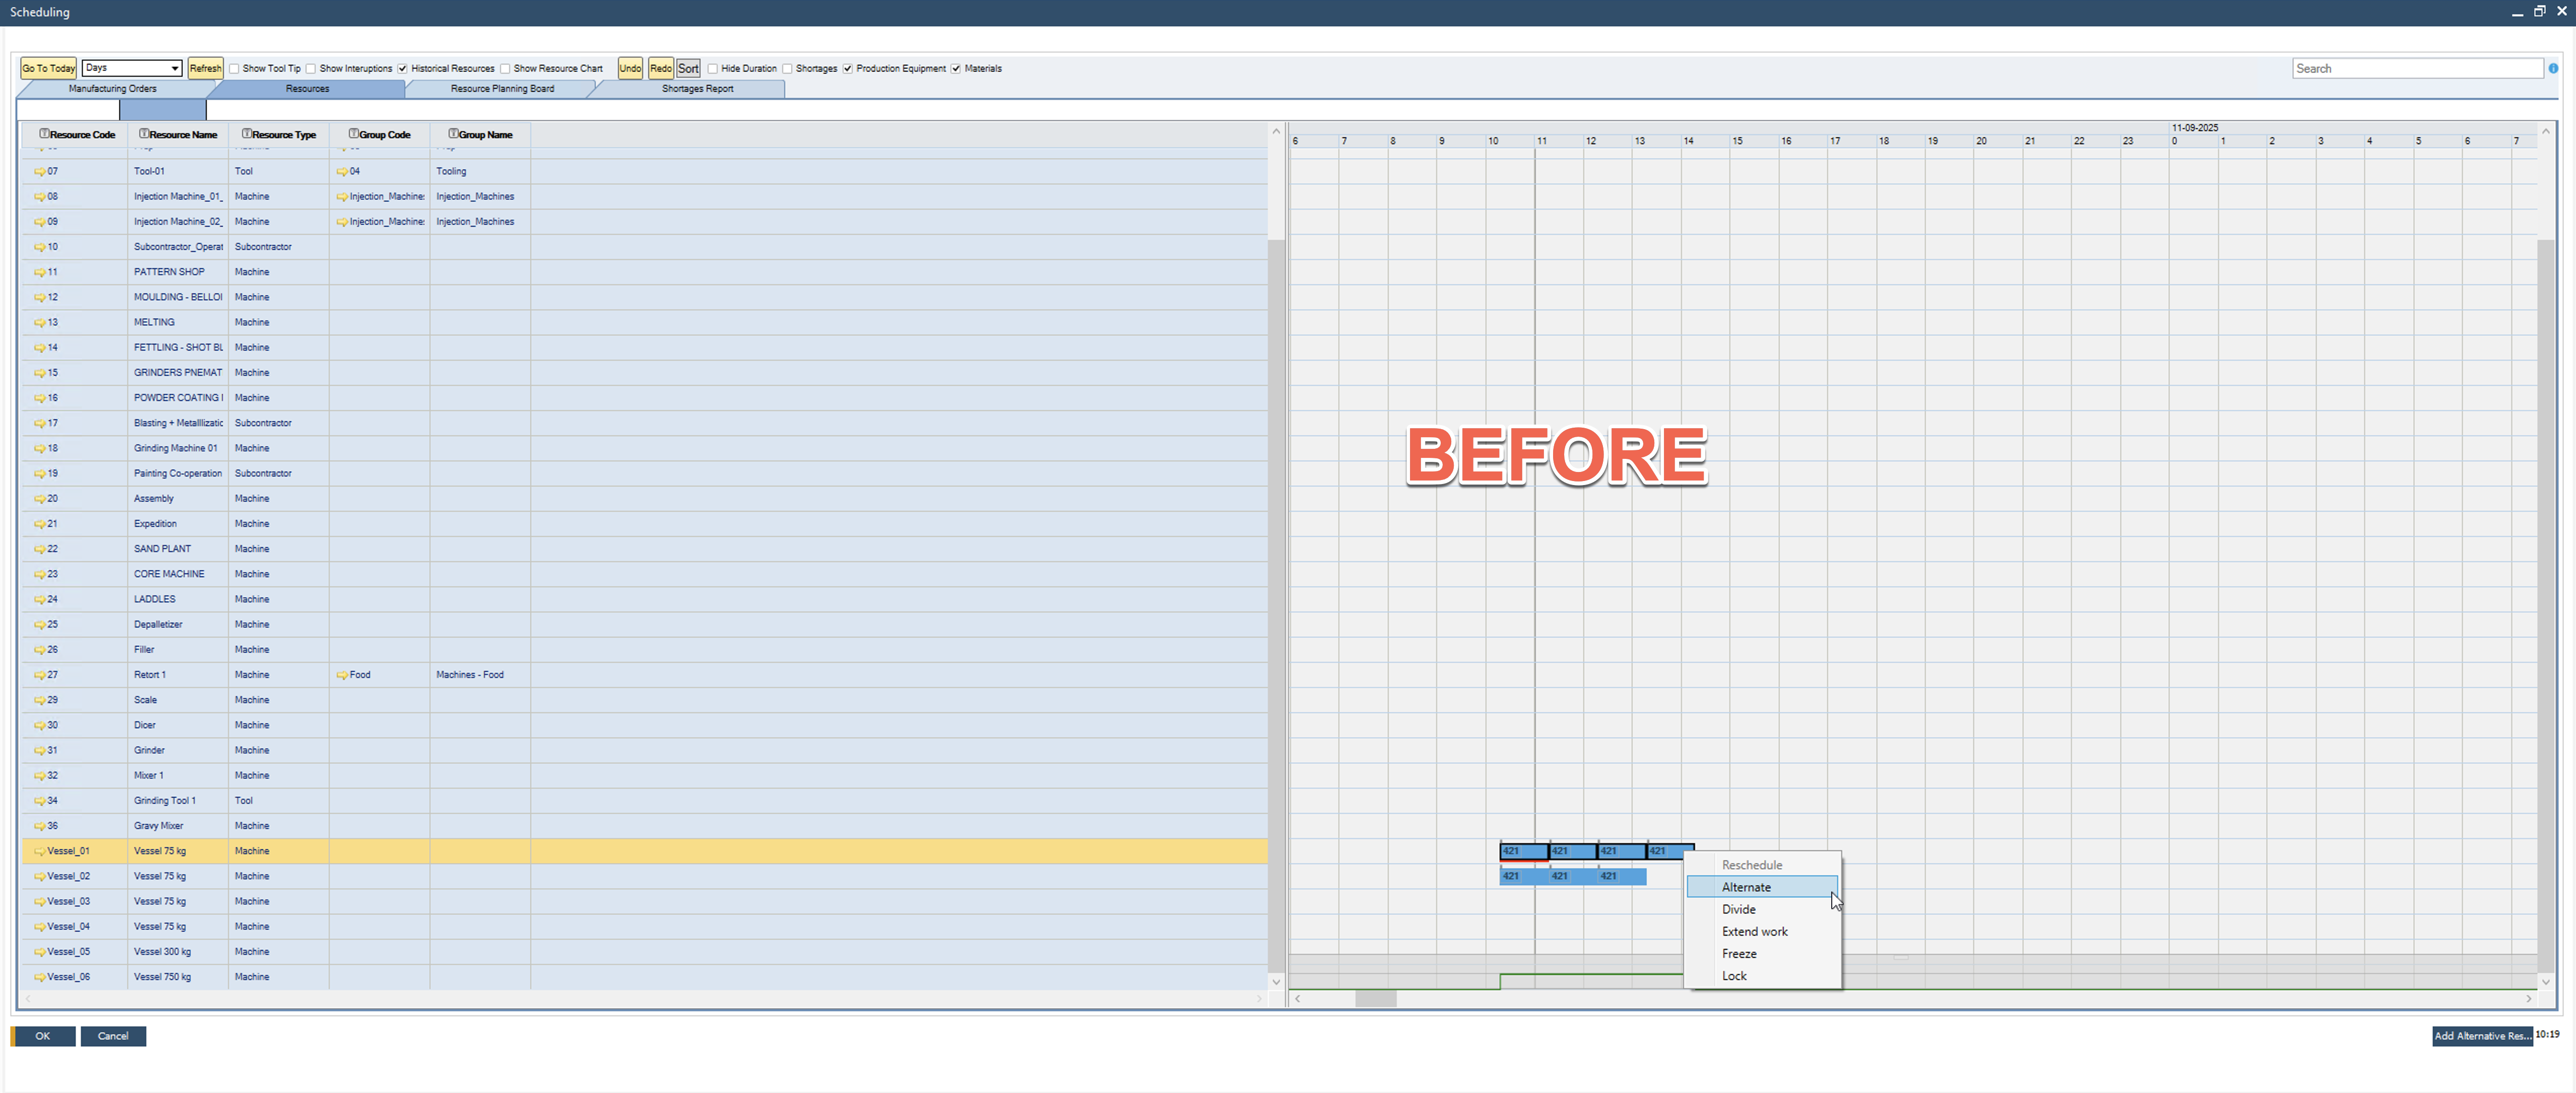 Scheduling
Go To Today Days Refresh Show Tool Tip Show Interuptions Historical Resources Show Resource Chart Undo Redo Sort Hide Duration Shortages Production Equipment Materials Search
Manufacturing Orders Resources Resource Planning Board Shortages Report
Resource Code Resource Name Resource Type Group Code Group Name
11-09-2025
6 7 8 9 10 11 12 13 14 15 16 17 18 19 20 21 22 23 0 1 2 3 4 5 6 7
07 Tool-01 Tool 04 Tooling
08 Injection Machine_01_ Machine Injection_Machine: Injection_Machines
09 Injection Machine_02_ Machine Injection_Machine: Injection_Machines
10 Subcontractor_Operat Subcontractor
11 PATTERN SHOP Machine
12 MOULDING - BELLOI Machine
13 MELTING Machine
14 FETTLING - SHOT BL Machine
15 GRINDERS PNEMAT Machine
16 POWDER COATING I Machine
17 Blasting + Metalllizatic Subcontractor
18 Grinding Machine 01 Machine
19 Painting Co-operation Subcontractor
20 Assembly Machine
21 Expedition Machine
22 SAND PLANT Machine
23 CORE MACHINE Machine
24 LADDLES Machine
25 Depalletizer Machine
26 Filler Machine
27 Retort 1 Machine Food Machines - Food
29 Scale Machine
30 Dicer Machine
31 Grinder Machine
32 Mixer 1 Machine
34 Grinding Tool 1 Tool
36 Gravy Mixer Machine
Vessel_01 Vessel 75 kg Machine
Vessel_02 Vessel 75 kg Machine
Vessel_03 Vessel 75 kg Machine
Vessel_04 Vessel 75 kg Machine
Vessel_05 Vessel 300 kg Machine
Vessel_06 Vessel 750 kg Machine
BEFORE
421 421 421 421
421 421 421
Reschedule
Alternate
Divide
Extend work
Freeze
Lock
OK Cancel Add Alternative Res... 10:19